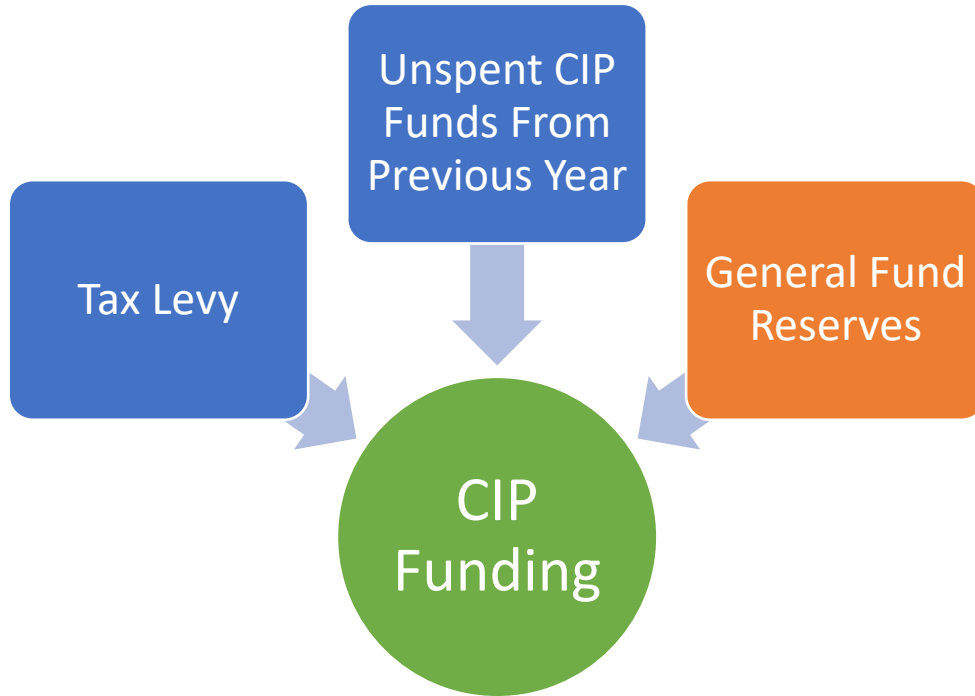 Unspent CIP
Funds From
Previous Year
Tax Levy
General Fund
Reserves
CIP
Funding